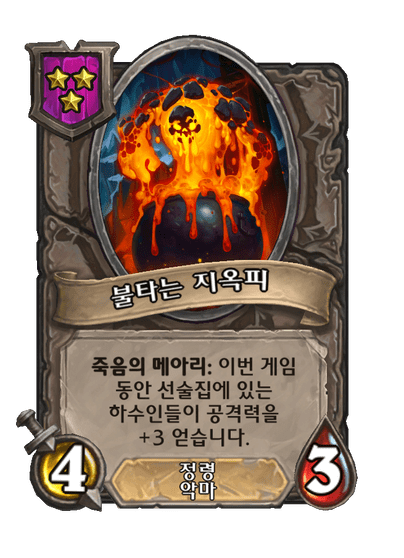 불타는 지옥피
죽음의 메아리: 이번 게임
동안 선술집에 있는
하수인들이 공격력을
+3 얻습니다.
4
정령
악마
3